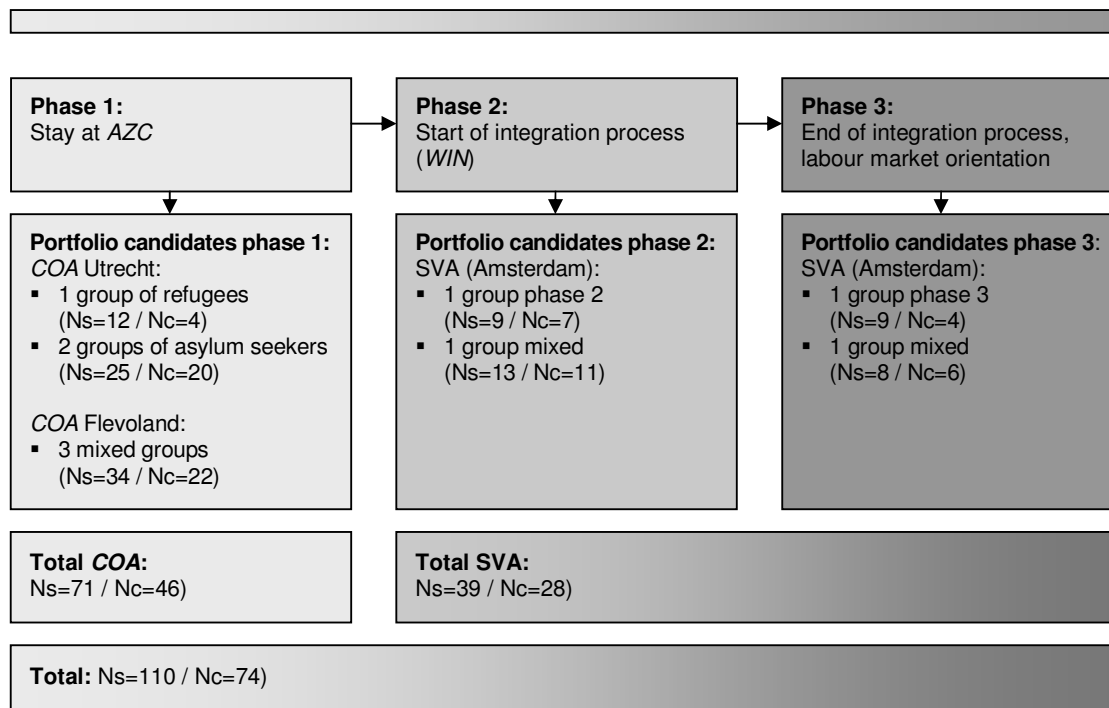 Phase 1:
Stay at AZC
Phase 2:
Start of integration process
(WIN)
Phase 3:
End of integration process,
labour market orientation
Portfolio candidates phase 1:
COA Utrecht:
▪ 1 group of refugees
(Ns=12 / Nc=4)
▪ 2 groups of asylum seekers
(Ns=25 / Nc=20)
COA Flevoland:
▪ 3 mixed groups
(Ns=34 / Nc=22)
Portfolio candidates phase 2:
SVA (Amsterdam):
▪ 1 group phase 2
(Ns=9 / Nc=7)
▪ 1 group mixed
(Ns=13 / Nc=11)
Portfolio candidates phase 3:
SVA (Amsterdam):
▪ 1 group phase 3
(Ns=9 / Nc=4)
▪ 1 group mixed
(Ns=8 / Nc=6)
Total COA:
Ns=71 / Nc=46)
Total SVA:
Ns=39 / Nc=28)
Total: Ns=110 / Nc=74)